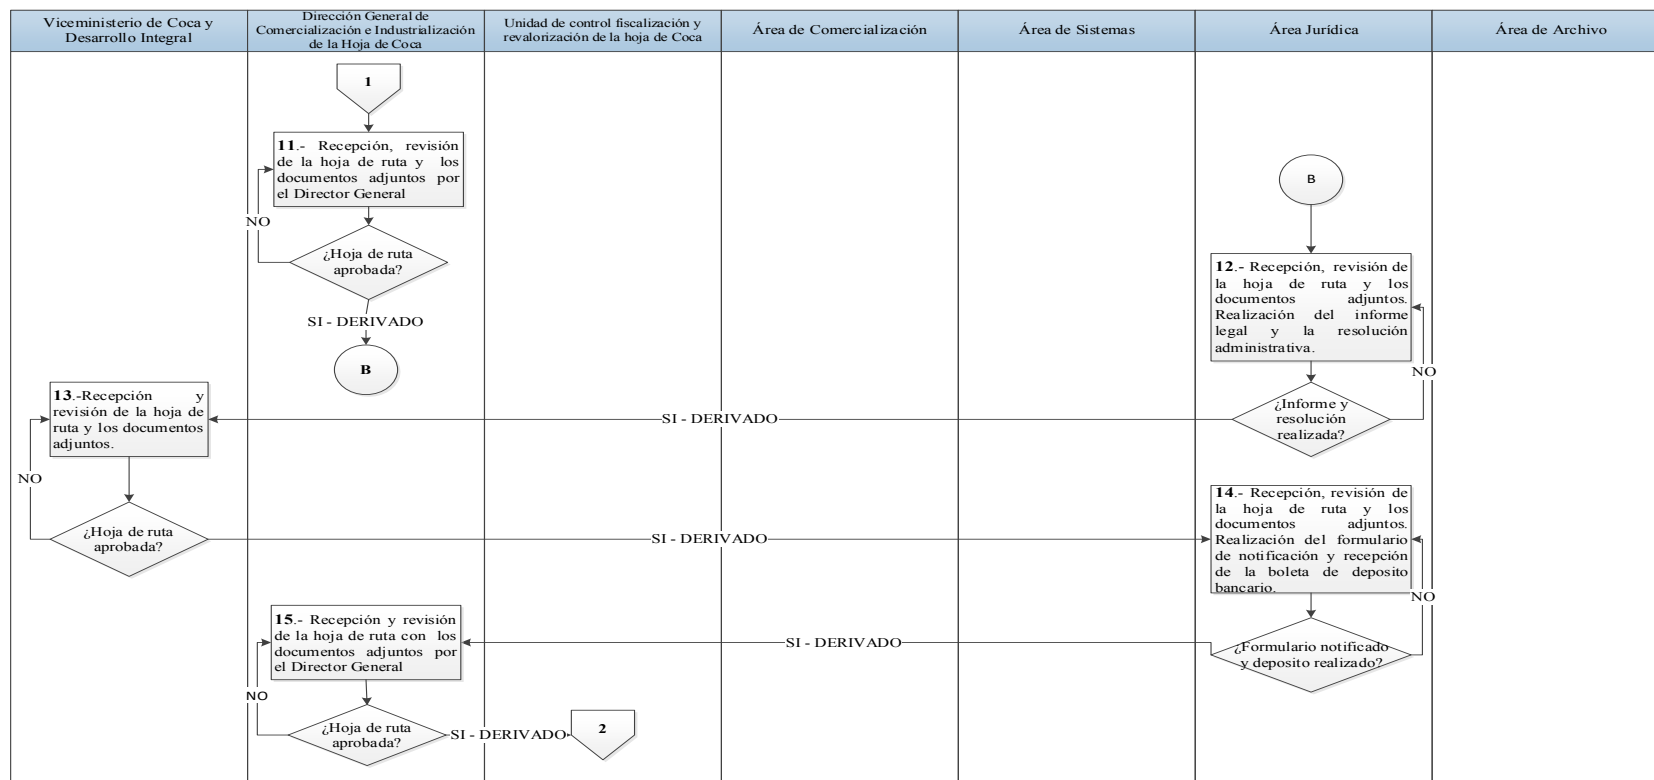 Viceministerio de Coca y
Desarrollo Integral
Dirección General de
Comercialización e Industrialización
de la Hoja de Coca
Unidad de control fiscalización y
revalorización de la hoja de Coca
Área de Comercialización
Área de Sistemas
Área Jurídica
Área de Archivo
1
11.- Recepción, revisión
de la hoja de ruta y los
documentos adjuntos por
el Director General
NO
¿Hoja de ruta
aprobada?
SI - DERIVADO
B
B
12.- Recepción, revisión de
la hoja de ruta y los
documentos adjuntos.
Realización del informe
legal y la resolución
administrativa.
NO
¿Informe y
resolución
realizada?
SI - DERIVADO
13.-Recepción y
revisión de la hoja de
ruta y los documentos
adjuntos.
NO
¿Hoja de ruta
aprobada?
SI - DERIVADO
14.- Recepción, revisión de
la hoja de ruta y los
documentos adjuntos.
Realización del formulario
de notificación y recepción
de la boleta de deposito
bancario.
NO
¿Formulario notificado
y deposito realizado?
SI - DERIVADO
15.- Recepción y revisión
de la hoja de ruta con los
documentos adjuntos por
el Director General
NO
¿Hoja de ruta
aprobada?
SI - DERIVADO
2